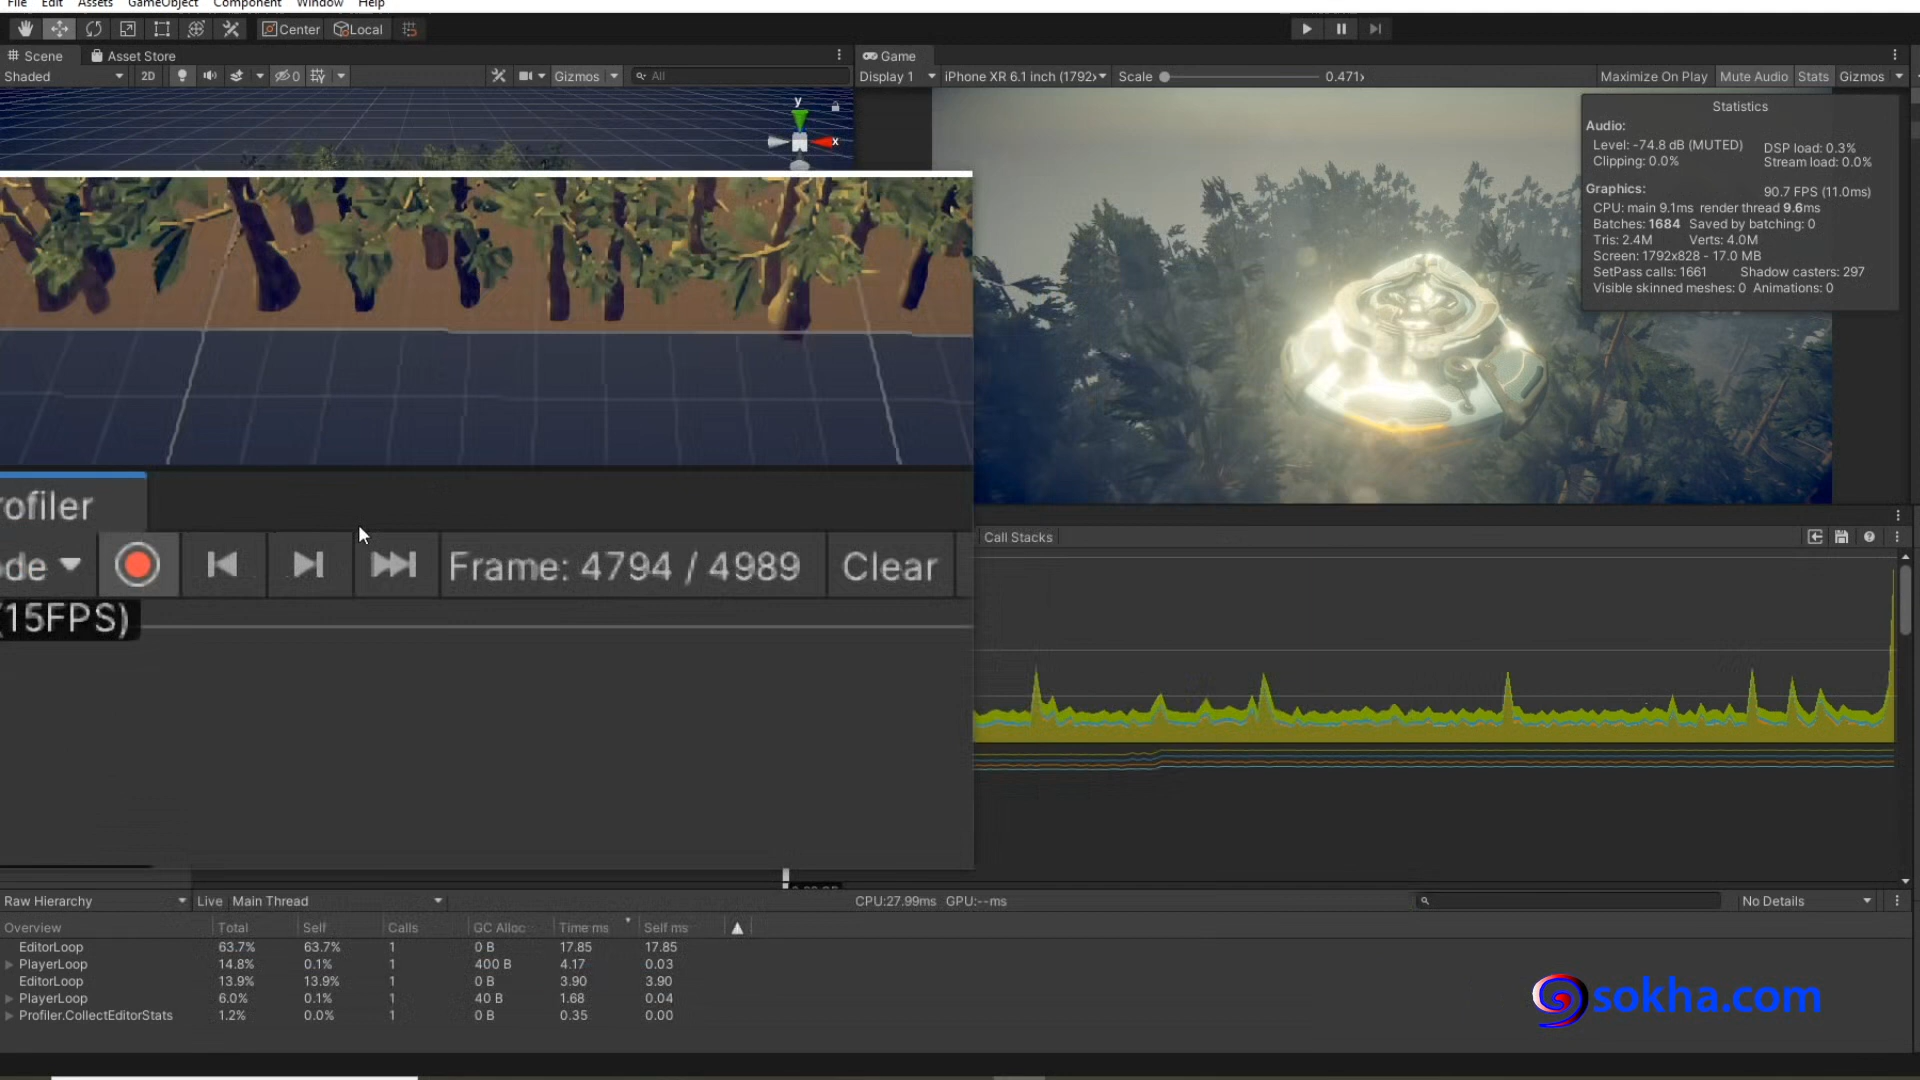 File Edit Assets GameObject Component Window Help
Center Local
Scene Asset Store
Game
Shaded 2D 0 Gizmos All
Display 1 iPhone XR 6.1 inch (1792x Scale 0.471x Maximize On Play Mute Audio Stats Gizmos
y
x
Statistics
Audio:
Level: -74.8 dB (MUTED) DSP load: 0.3%
Clipping: 0.0% Stream load: 0.0%
Graphics: 90.7 FPS (11.0ms)
CPU: main 9.1ms render thread 9.6ms
Batches: 1684 Saved by batching: 0
Tris: 2.4M Verts: 4.0M
Screen: 1792x828 - 17.0 MB
SetPass calls: 1661 Shadow casters: 297
Visible skinned meshes: 0 Animations: 0
rofiler
ode Frame: 4794 / 4989 Clear
Call Stacks
(15FPS)
Raw Hierarchy Live Main Thread CPU:27.99ms GPU:--ms No Details
Overview Total Self Calls GC Alloc Time ms Self ms
EditorLoop 63.7% 63.7% 1 0 B 17.85 17.85
PlayerLoop 14.8% 0.1% 1 400 B 4.17 0.03
EditorLoop 13.9% 13.9% 1 0 B 3.90 3.90
PlayerLoop 6.0% 0.1% 1 40 B 1.68 0.04
Profiler.CollectEditorStats 1.2% 0.0% 1 0 B 0.35 0.00
sokha.com